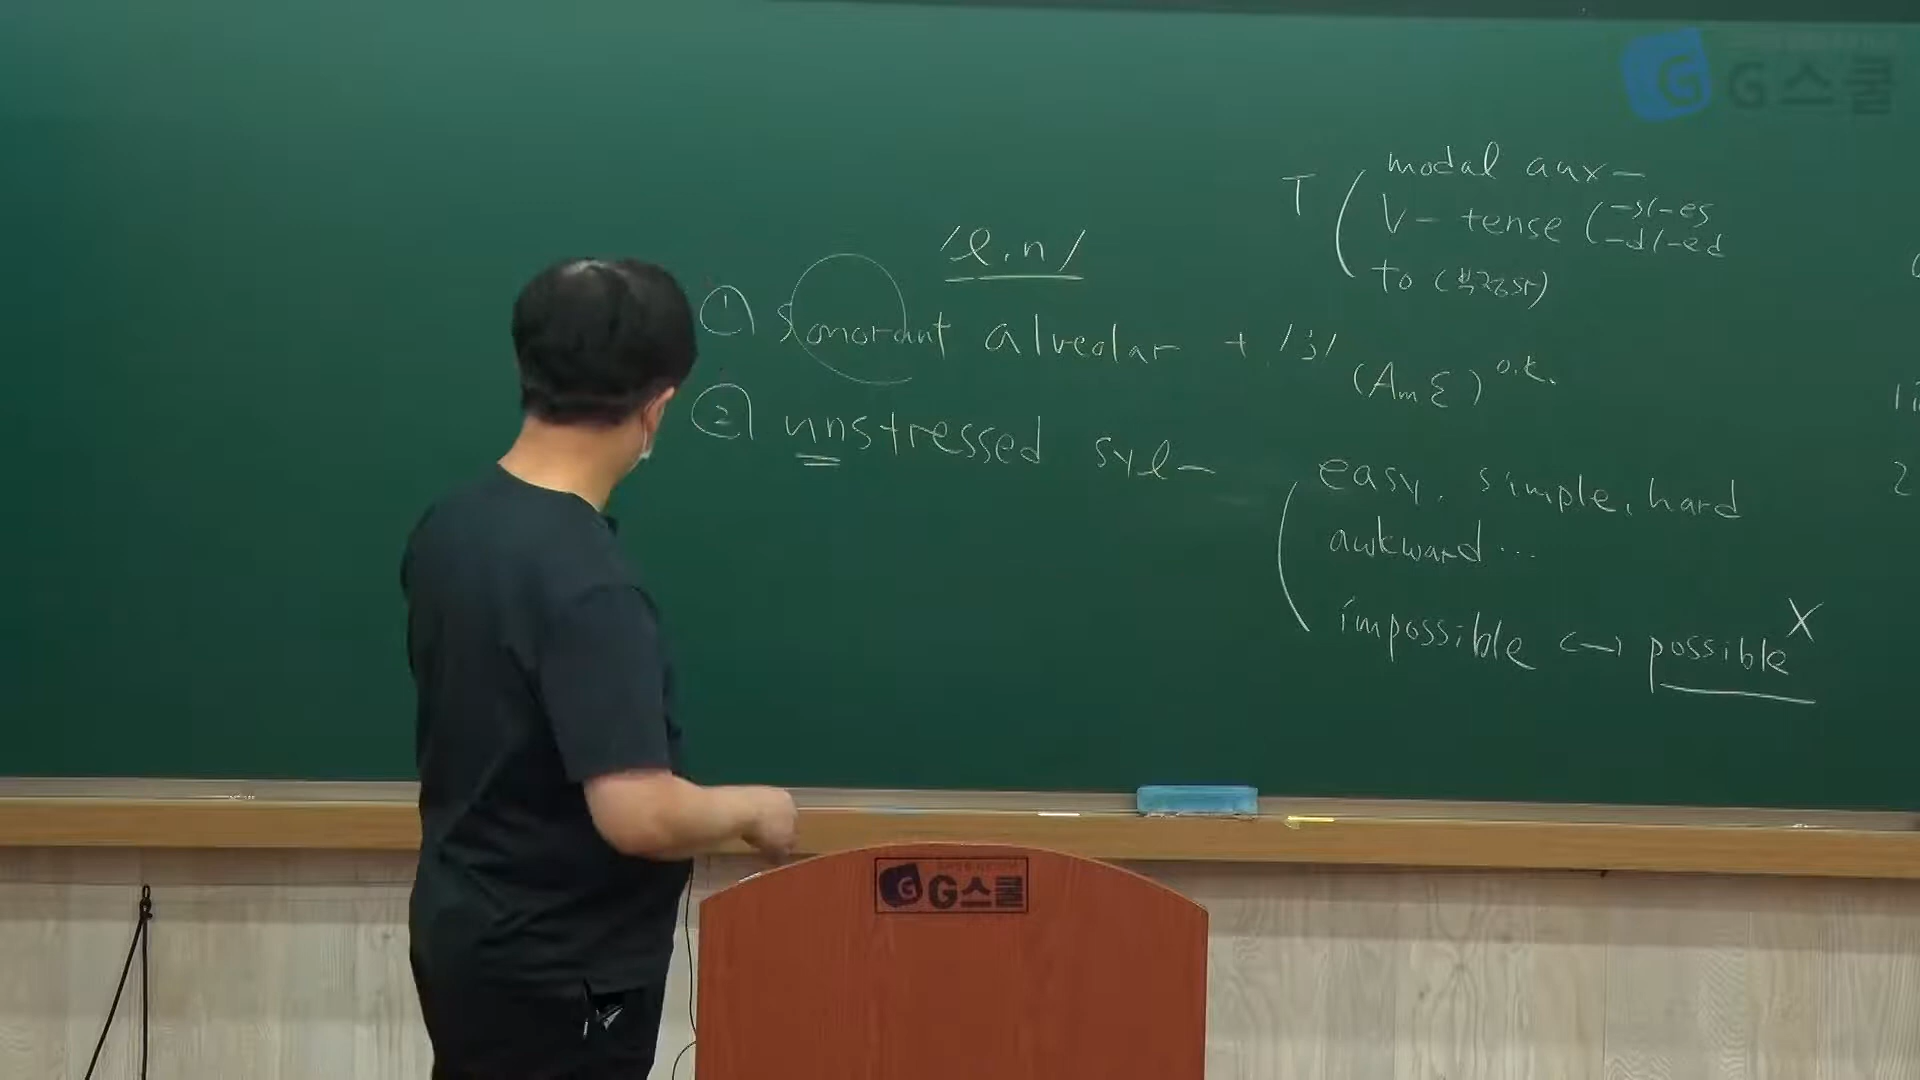 G스쿨
T ( modal aux-
V- tense (-s/-es
-d/-ed
to (부정사)
/l, n/
① sonorant alveolar + /j/
(AmE) o.k.
② unstressed syl-
easy, simple, hard
awkward...
impossible ↔ possible X
G스쿨